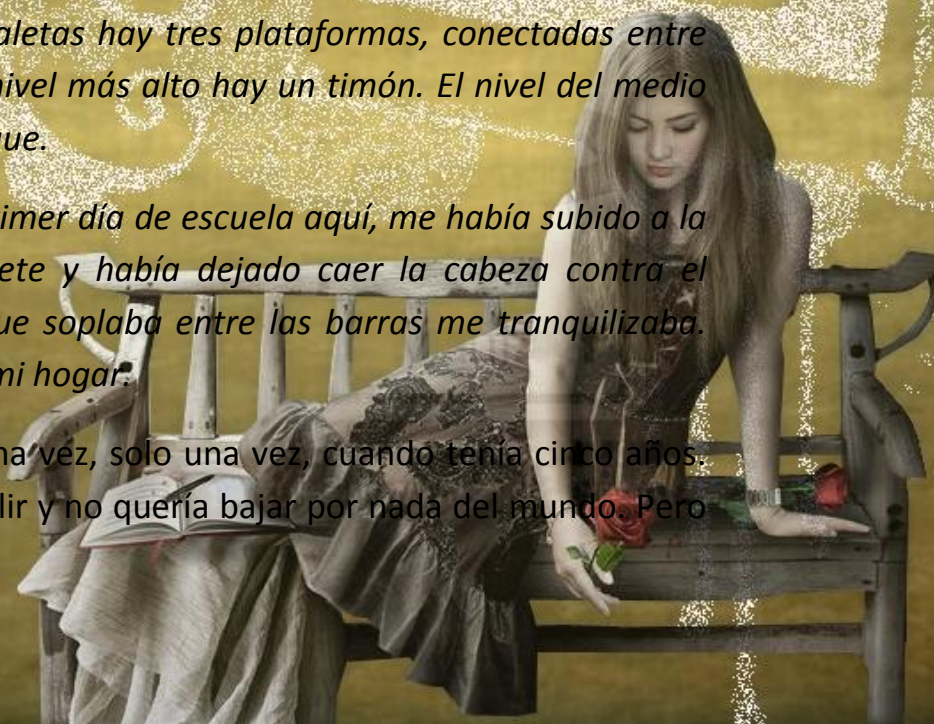 aletas hay tres plataformas, conectadas entre
nivel más alto hay un timón. El nivel del medio
que.
rimer día de escuela aquí, me había subido a la
ete y había dejado caer la cabeza contra el
ue soplaba entre las barras me tranquilizaba.
mi hogar.
na vez, solo una vez, cuando tenía cinco años.
lir y no quería bajar por nada del mundo. Pero